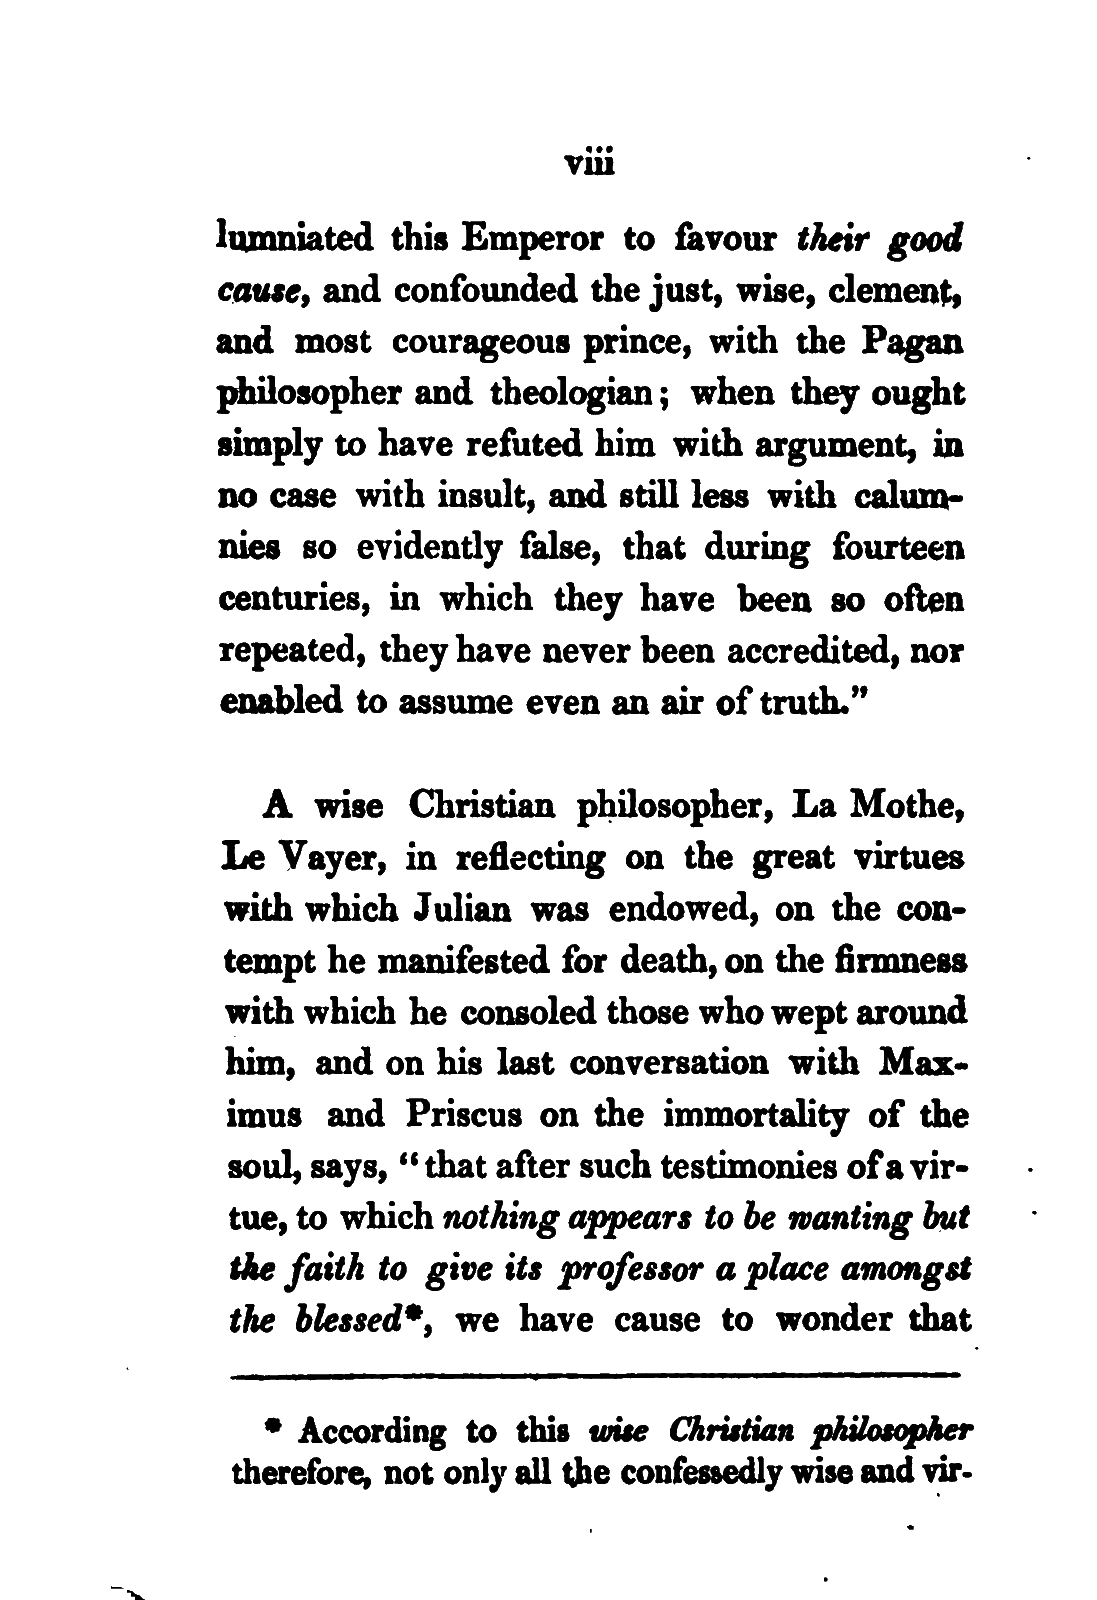 viii
lumniated this Emperor to favour their good
cause, and confounded the just, wise, clement,
and most courageous prince, with the Pagan
philosopher and theologian; when they ought
simply to have refuted him with argument, in
no case with insult, and still less with calum-
nies so evidently false, that during fourteen
centuries, in which they have been so often
repeated, they have never been accredited, nor
enabled to assume even an air of truth.”
A wise Christian philosopher, La Mothe,
Le Vayer, in reflecting on the great virtues
with which Julian was endowed, on the con-
tempt he manifested for death, on the firmness
with which he consoled those who wept around
him, and on his last conversation with Max-
imus and Priscus on the immortality of the
soul, says, “that after such testimonies of a vir-
tue, to which nothing appears to be wanting but
the faith to give its professor a place amongst
the blessed*, we have cause to wonder that
* According to this wise Christian philosopher
therefore, not only all the confessedly wise and vir-